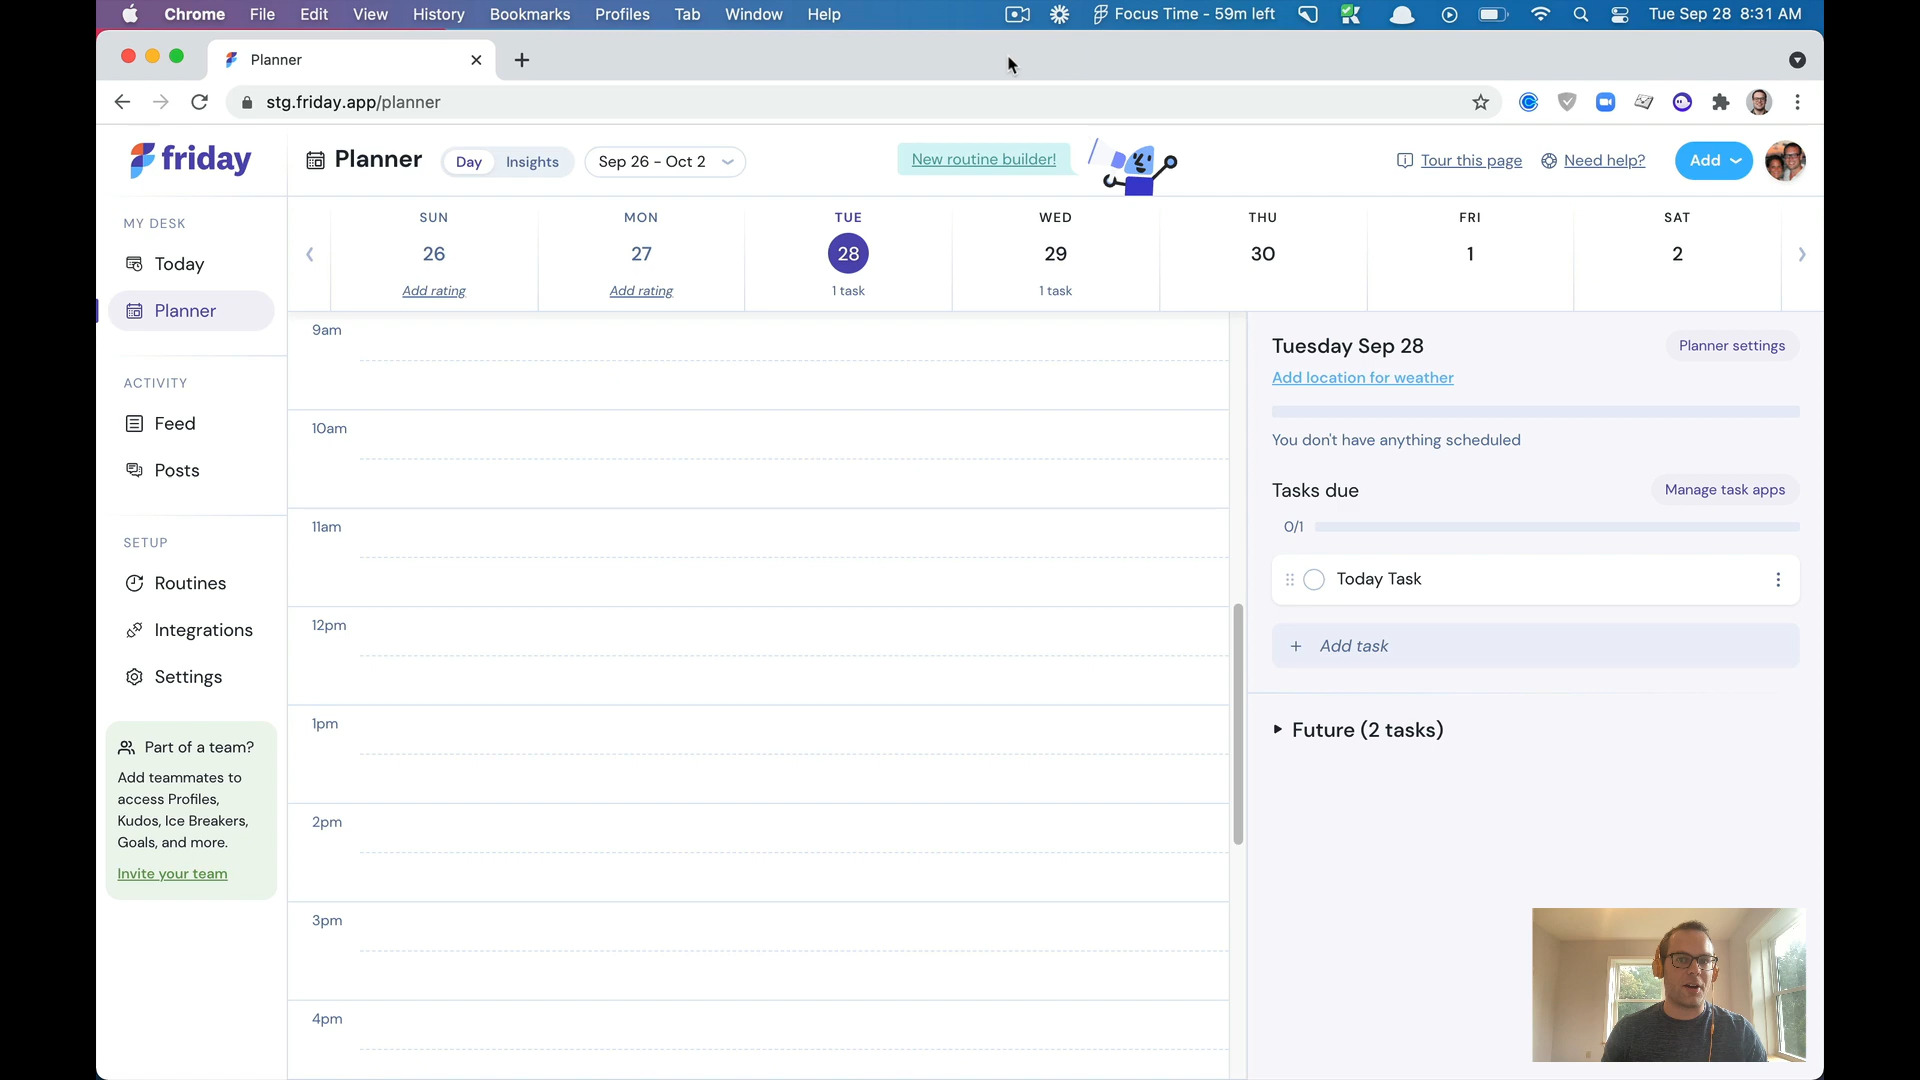 Chrome File Edit View History Bookmarks Profiles Tab Window Help Focus Time - 59m left Tue Sep 28 8:31 AM
Planner
stg.friday.app/planner
friday
Planner Day Insights Sep 26 - Oct 2 New routine builder! Tour this page Need help? Add
MY DESK
Today
Planner
ACTIVITY
Feed
Posts
SETUP
Routines
Integrations
Settings
Part of a team?
Add teammates to
access Profiles,
Kudos, Ice Breakers,
Goals, and more.
Invite your team
SUN MON TUE WED THU FRI SAT
26 27 28 29 30 1 2
Add rating Add rating 1 task 1 task
9am
10am
11am
12pm
1pm
2pm
3pm
4pm
Tuesday Sep 28 Planner settings
Add location for weather
You don't have anything scheduled
Tasks due Manage task apps
0/1
Today Task
+ Add task
Future (2 tasks)